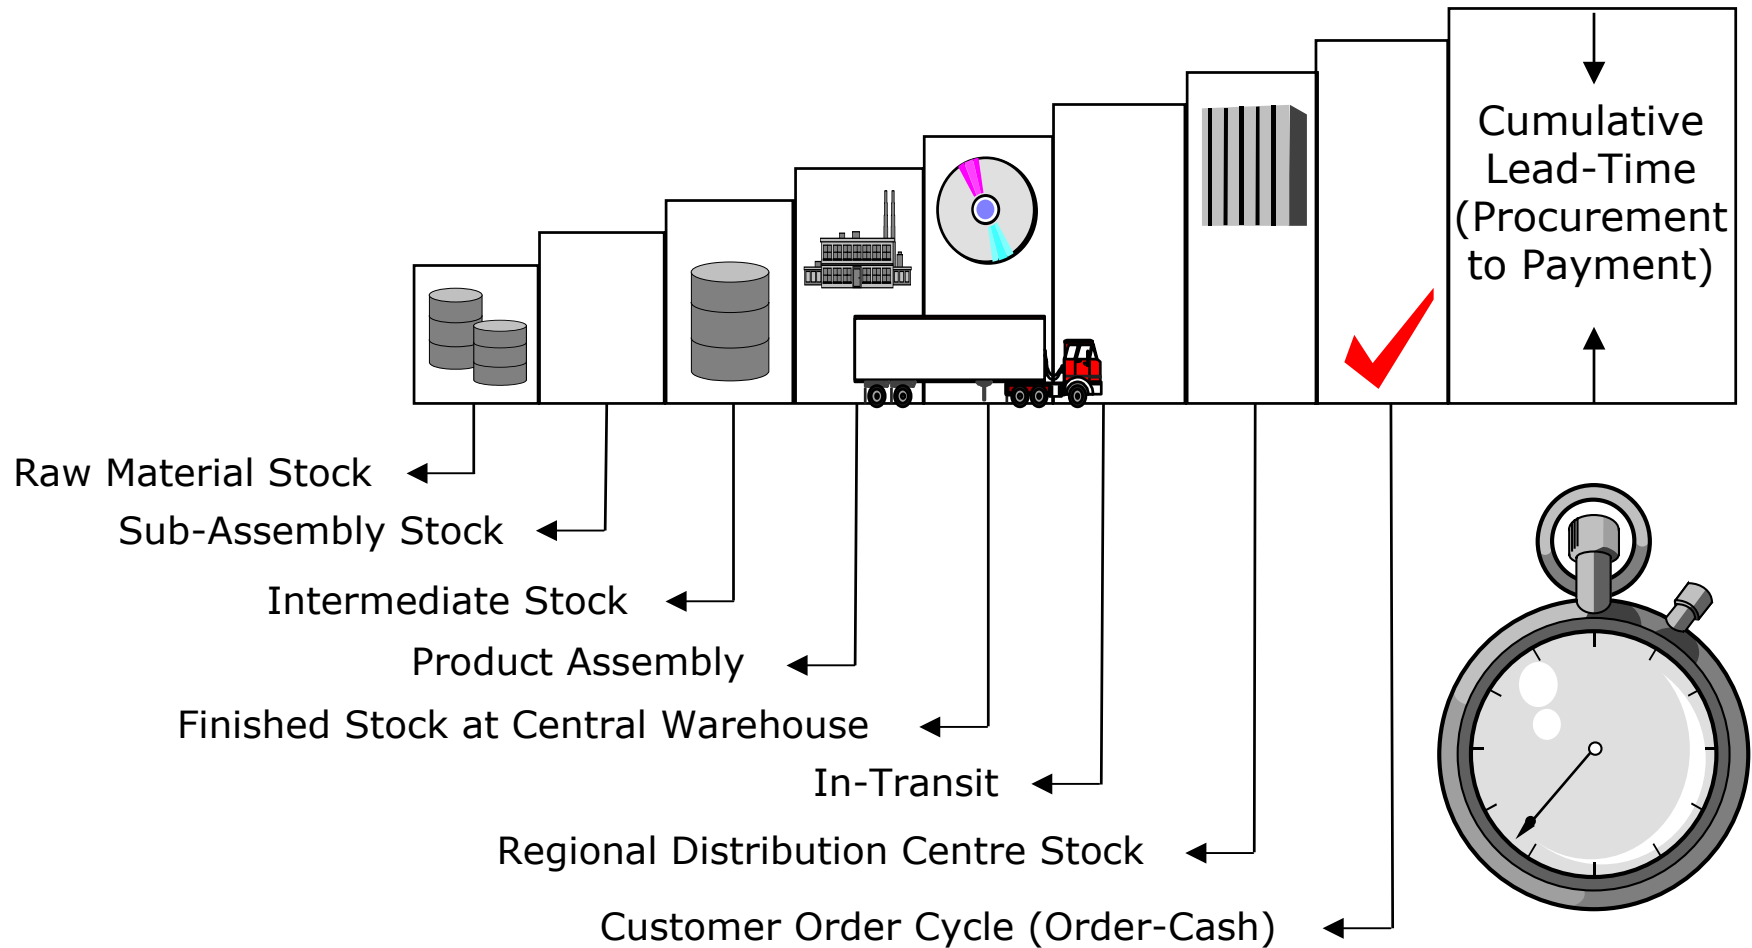 Cumulative
Lead-Time
(Procurement
to Payment)
Raw Material Stock
Sub-Assembly Stock
Intermediate Stock
Product Assembly
Finished Stock at Central Warehouse
In-Transit
Regional Distribution Centre Stock
Customer Order Cycle (Order-Cash)